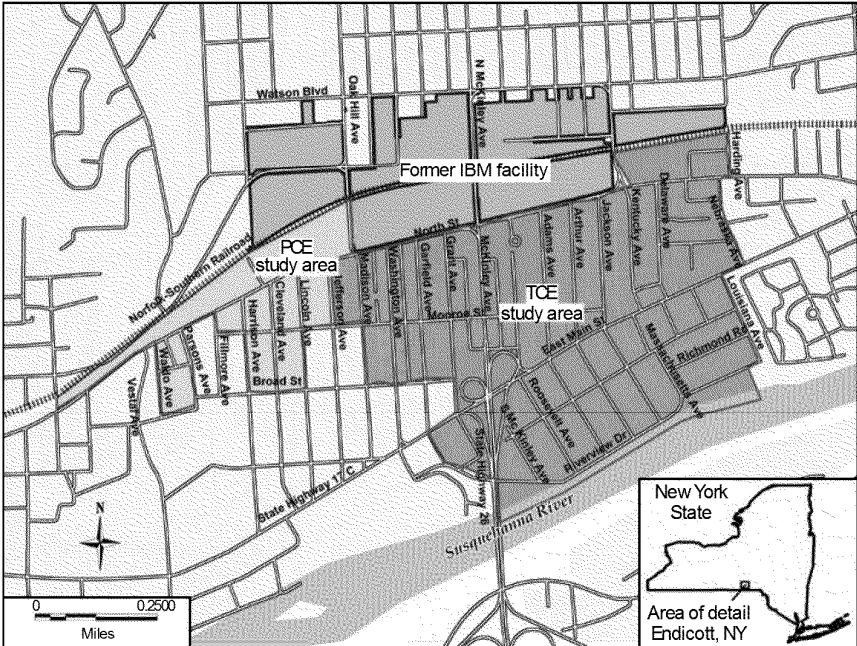 Watson Blvd
Oak Hill Ave
N McKinley Ave
Former IBM facility
Harding Ave
Norfolk-Southern Railroad
PCE
study area
North St
Madison Ave
Washington Ave
Garfield Ave
Grant Ave
McKinley Ave
Adams Ave
Arthur Ave
Jackson Ave
Kentucky Ave
Delaware Ave
Nebraska Ave
TCE
study area
Harrison Ave
Cleveland Ave
Lincoln Ave
Jefferson Ave
Monroe St
East Main St
Louisiana Ave
Waldo Ave
Parsons Ave
Fillmore Ave
Broad St
Vestal Ave
Massachusetts Ave
Richmond Rd
Roosevelt Ave
S Mc Kinley Ave
Riverview Dr
State Highway 17 C
State Highway 26
Susquehanna River
N
0 0.2500
Miles
New York
State
Area of detail
Endicott, NY